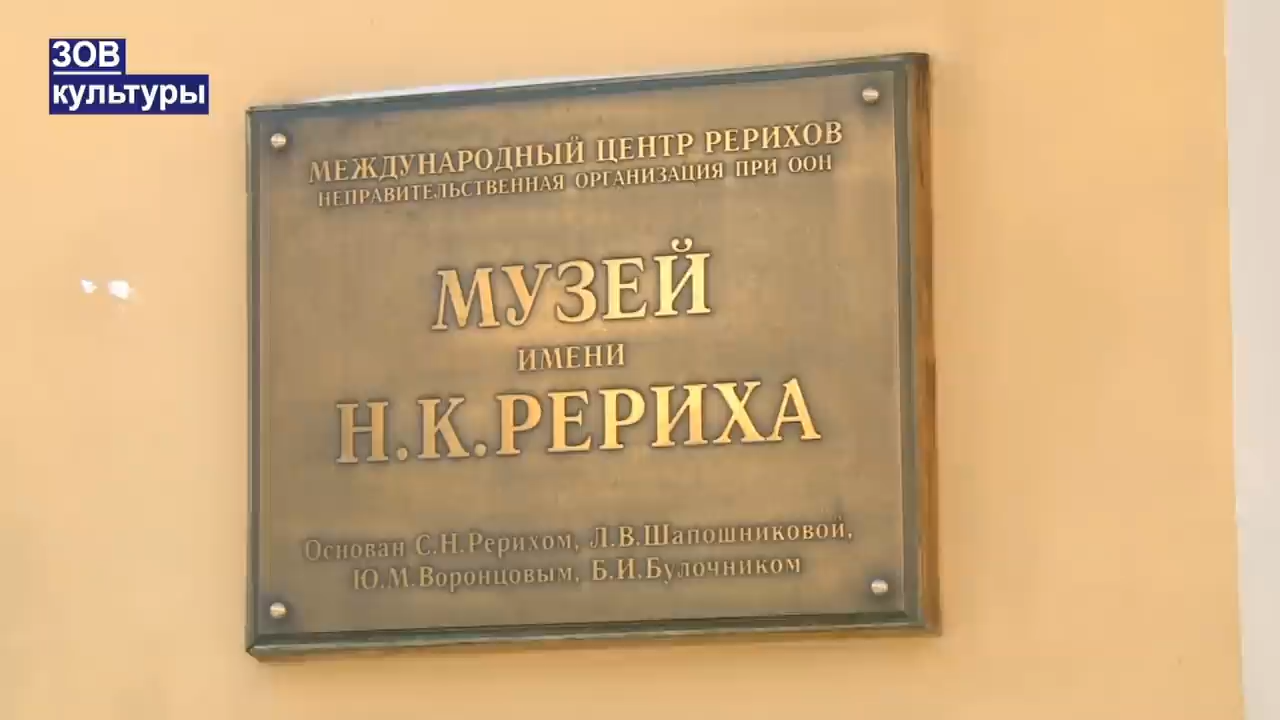 ЗОВ
культуры
МЕЖДУНАРОДНЫЙ ЦЕНТР РЕРИХОВ
НЕПРАВИТЕЛЬСТВЕННАЯ ОРГАНИЗАЦИЯ ПРИ ООН
МУЗЕЙ
ИМЕНИ
Н.К.РЕРИХА
Основан С.Н.Рерихом, Л.В.Шапошниковой,
Ю.М.Воронцовым, Б.И.Булочником